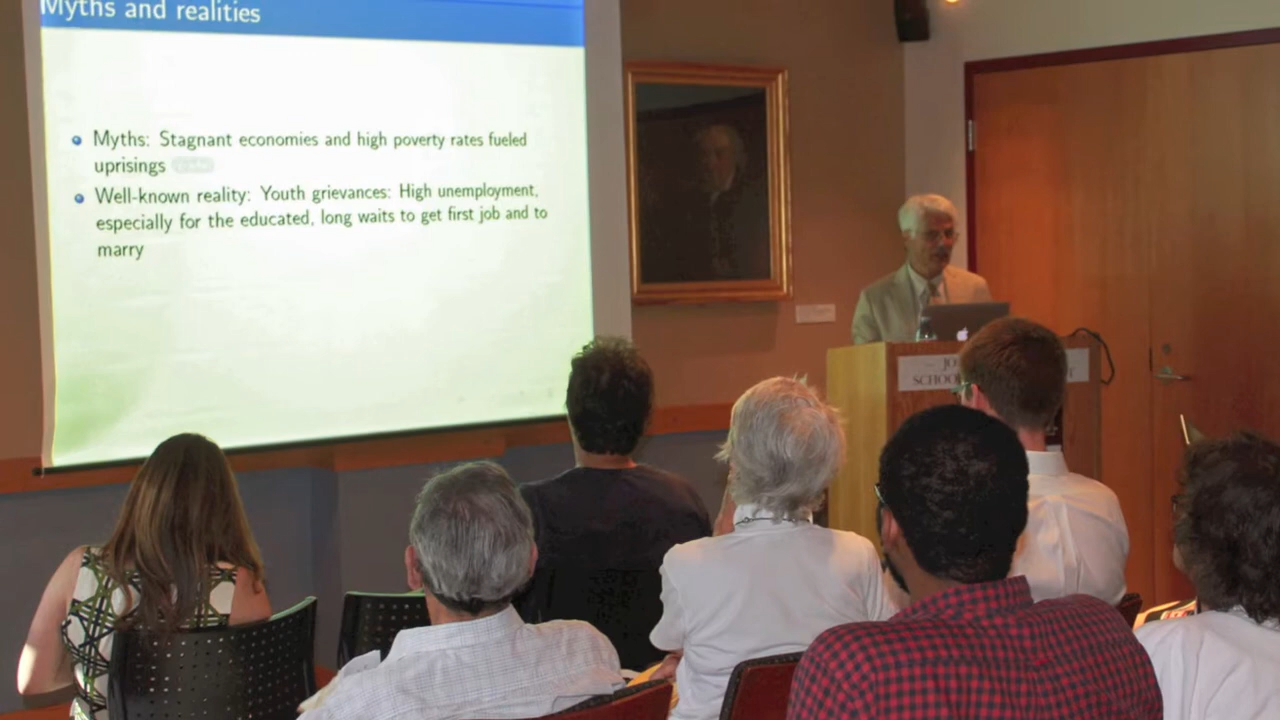 Myths and realities
Myths: Stagnant economies and high poverty rates fueled
uprisings
Well-known reality: Youth grievances: High unemployment,
especially for the educated, long waits to get first job and to
marry